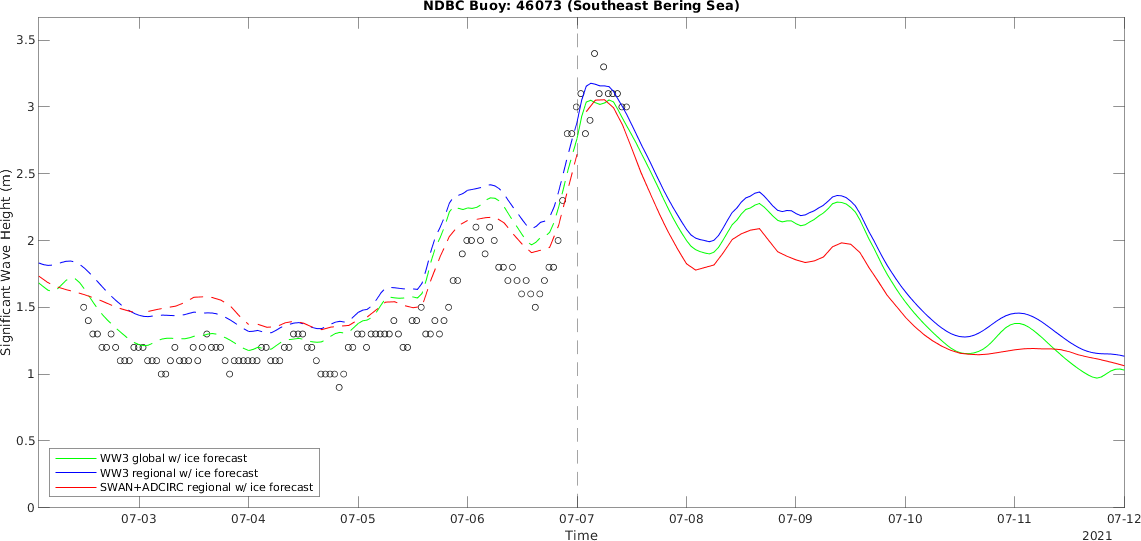 NDBC Buoy: 46073 (Southeast Bering Sea)
3.5
3
2.5
2
1.5
1
0.5
0
Significant Wave Height (m)
WW3 global w/ ice forecast
WW3 regional w/ ice forecast
SWAN+ADCIRC regional w/ ice forecast
07-03 07-04 07-05 07-06 07-07 07-08 07-09 07-10 07-11 07-12
Time 2021